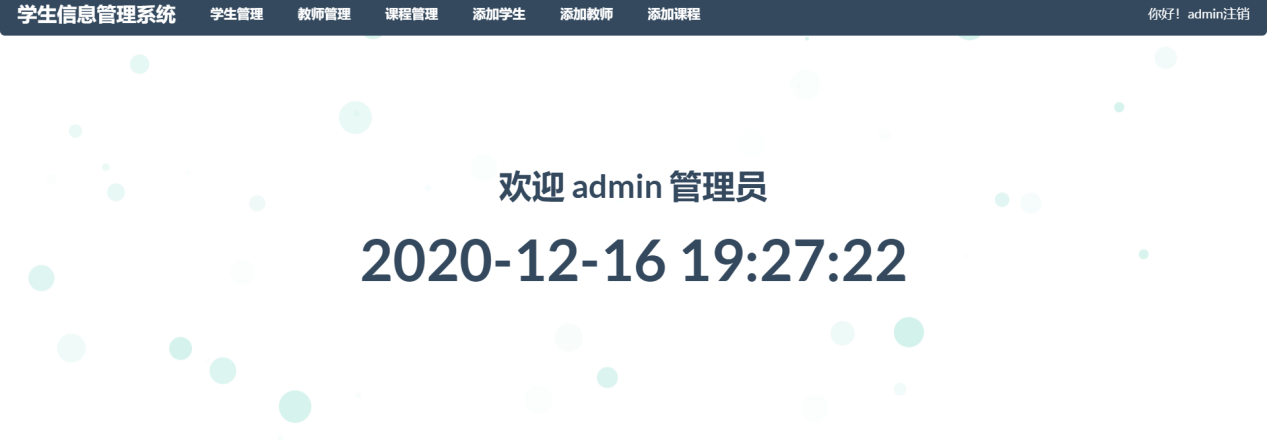 学生信息管理系统 学生管理 教师管理 课程管理 添加学生 添加教师 添加课程 你好！admin注销
欢迎 admin 管理员
2020-12-16 19:27:22